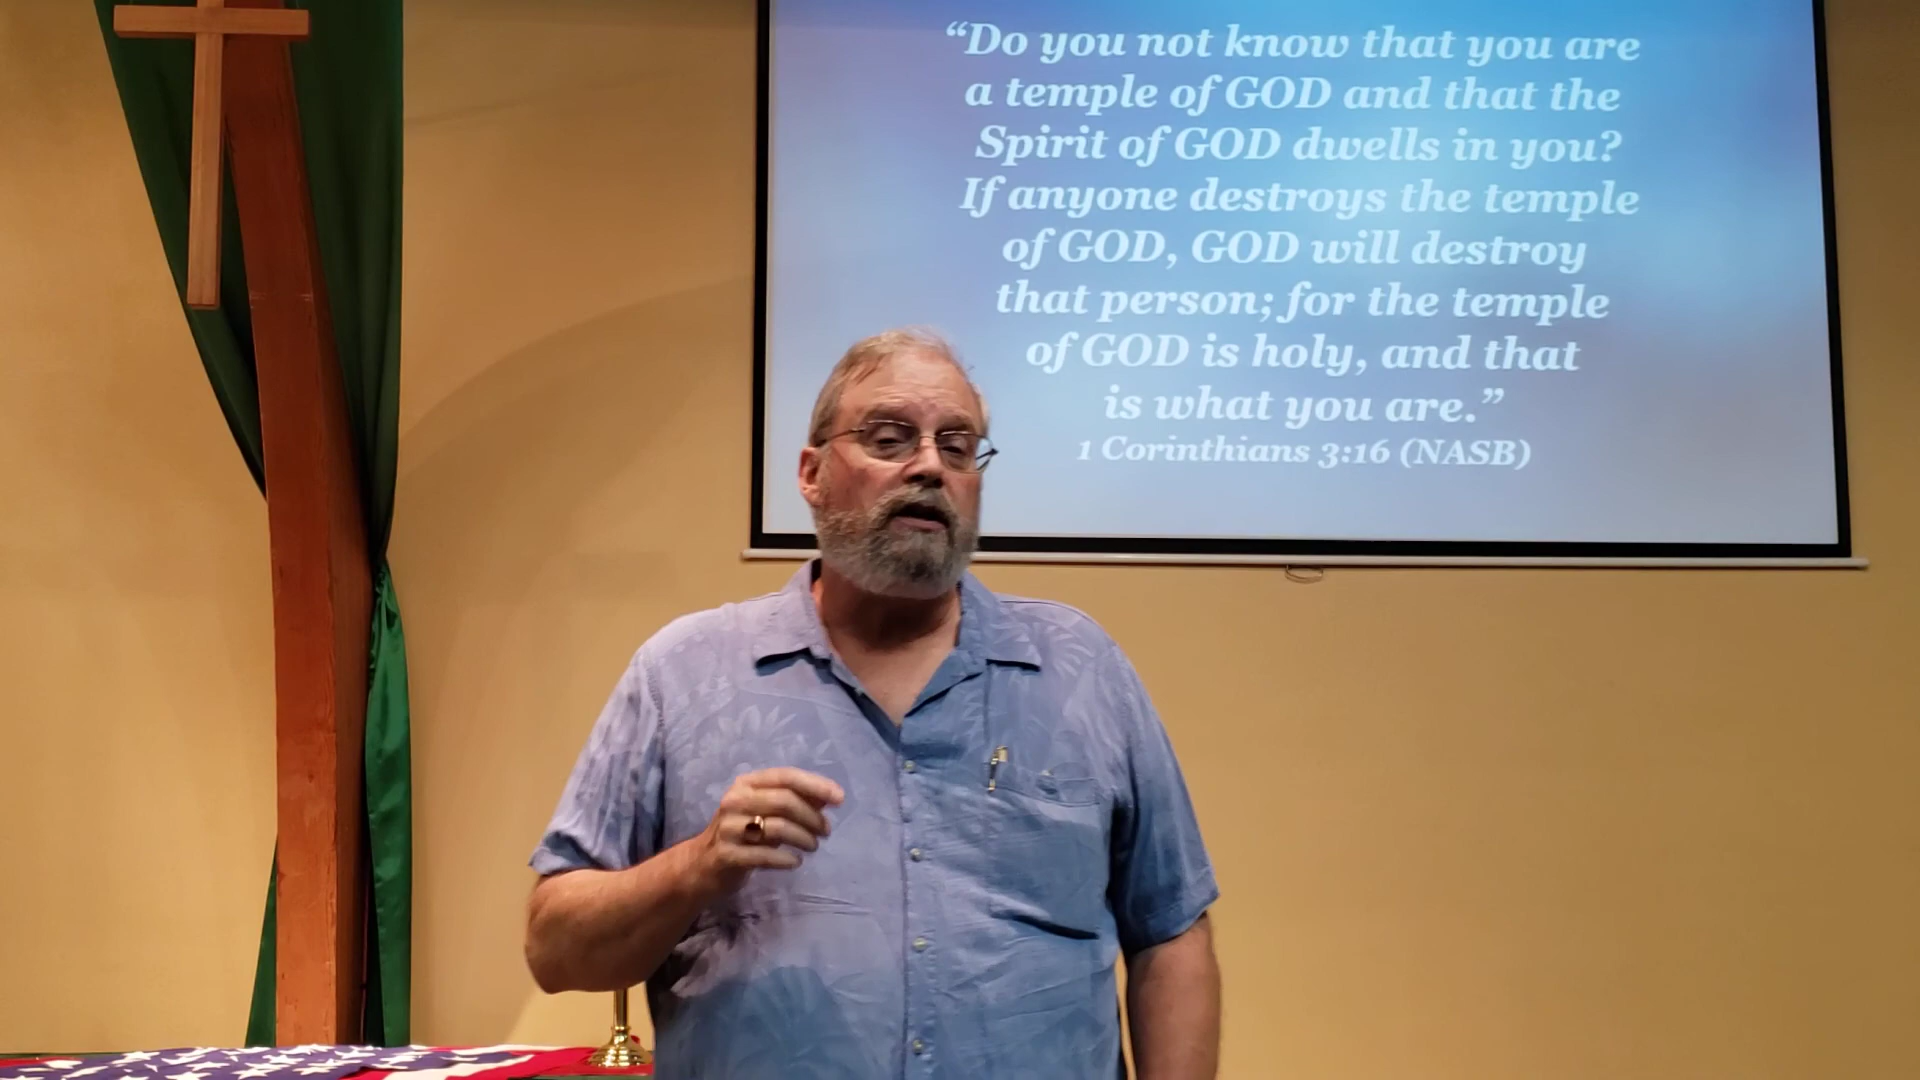 “Do you not know that you are
a temple of GOD and that the
Spirit of GOD dwells in you?
If anyone destroys the temple
of GOD, GOD will destroy
that person; for the temple
of GOD is holy, and that
is what you are.”
1 Corinthians 3:16 (NASB)